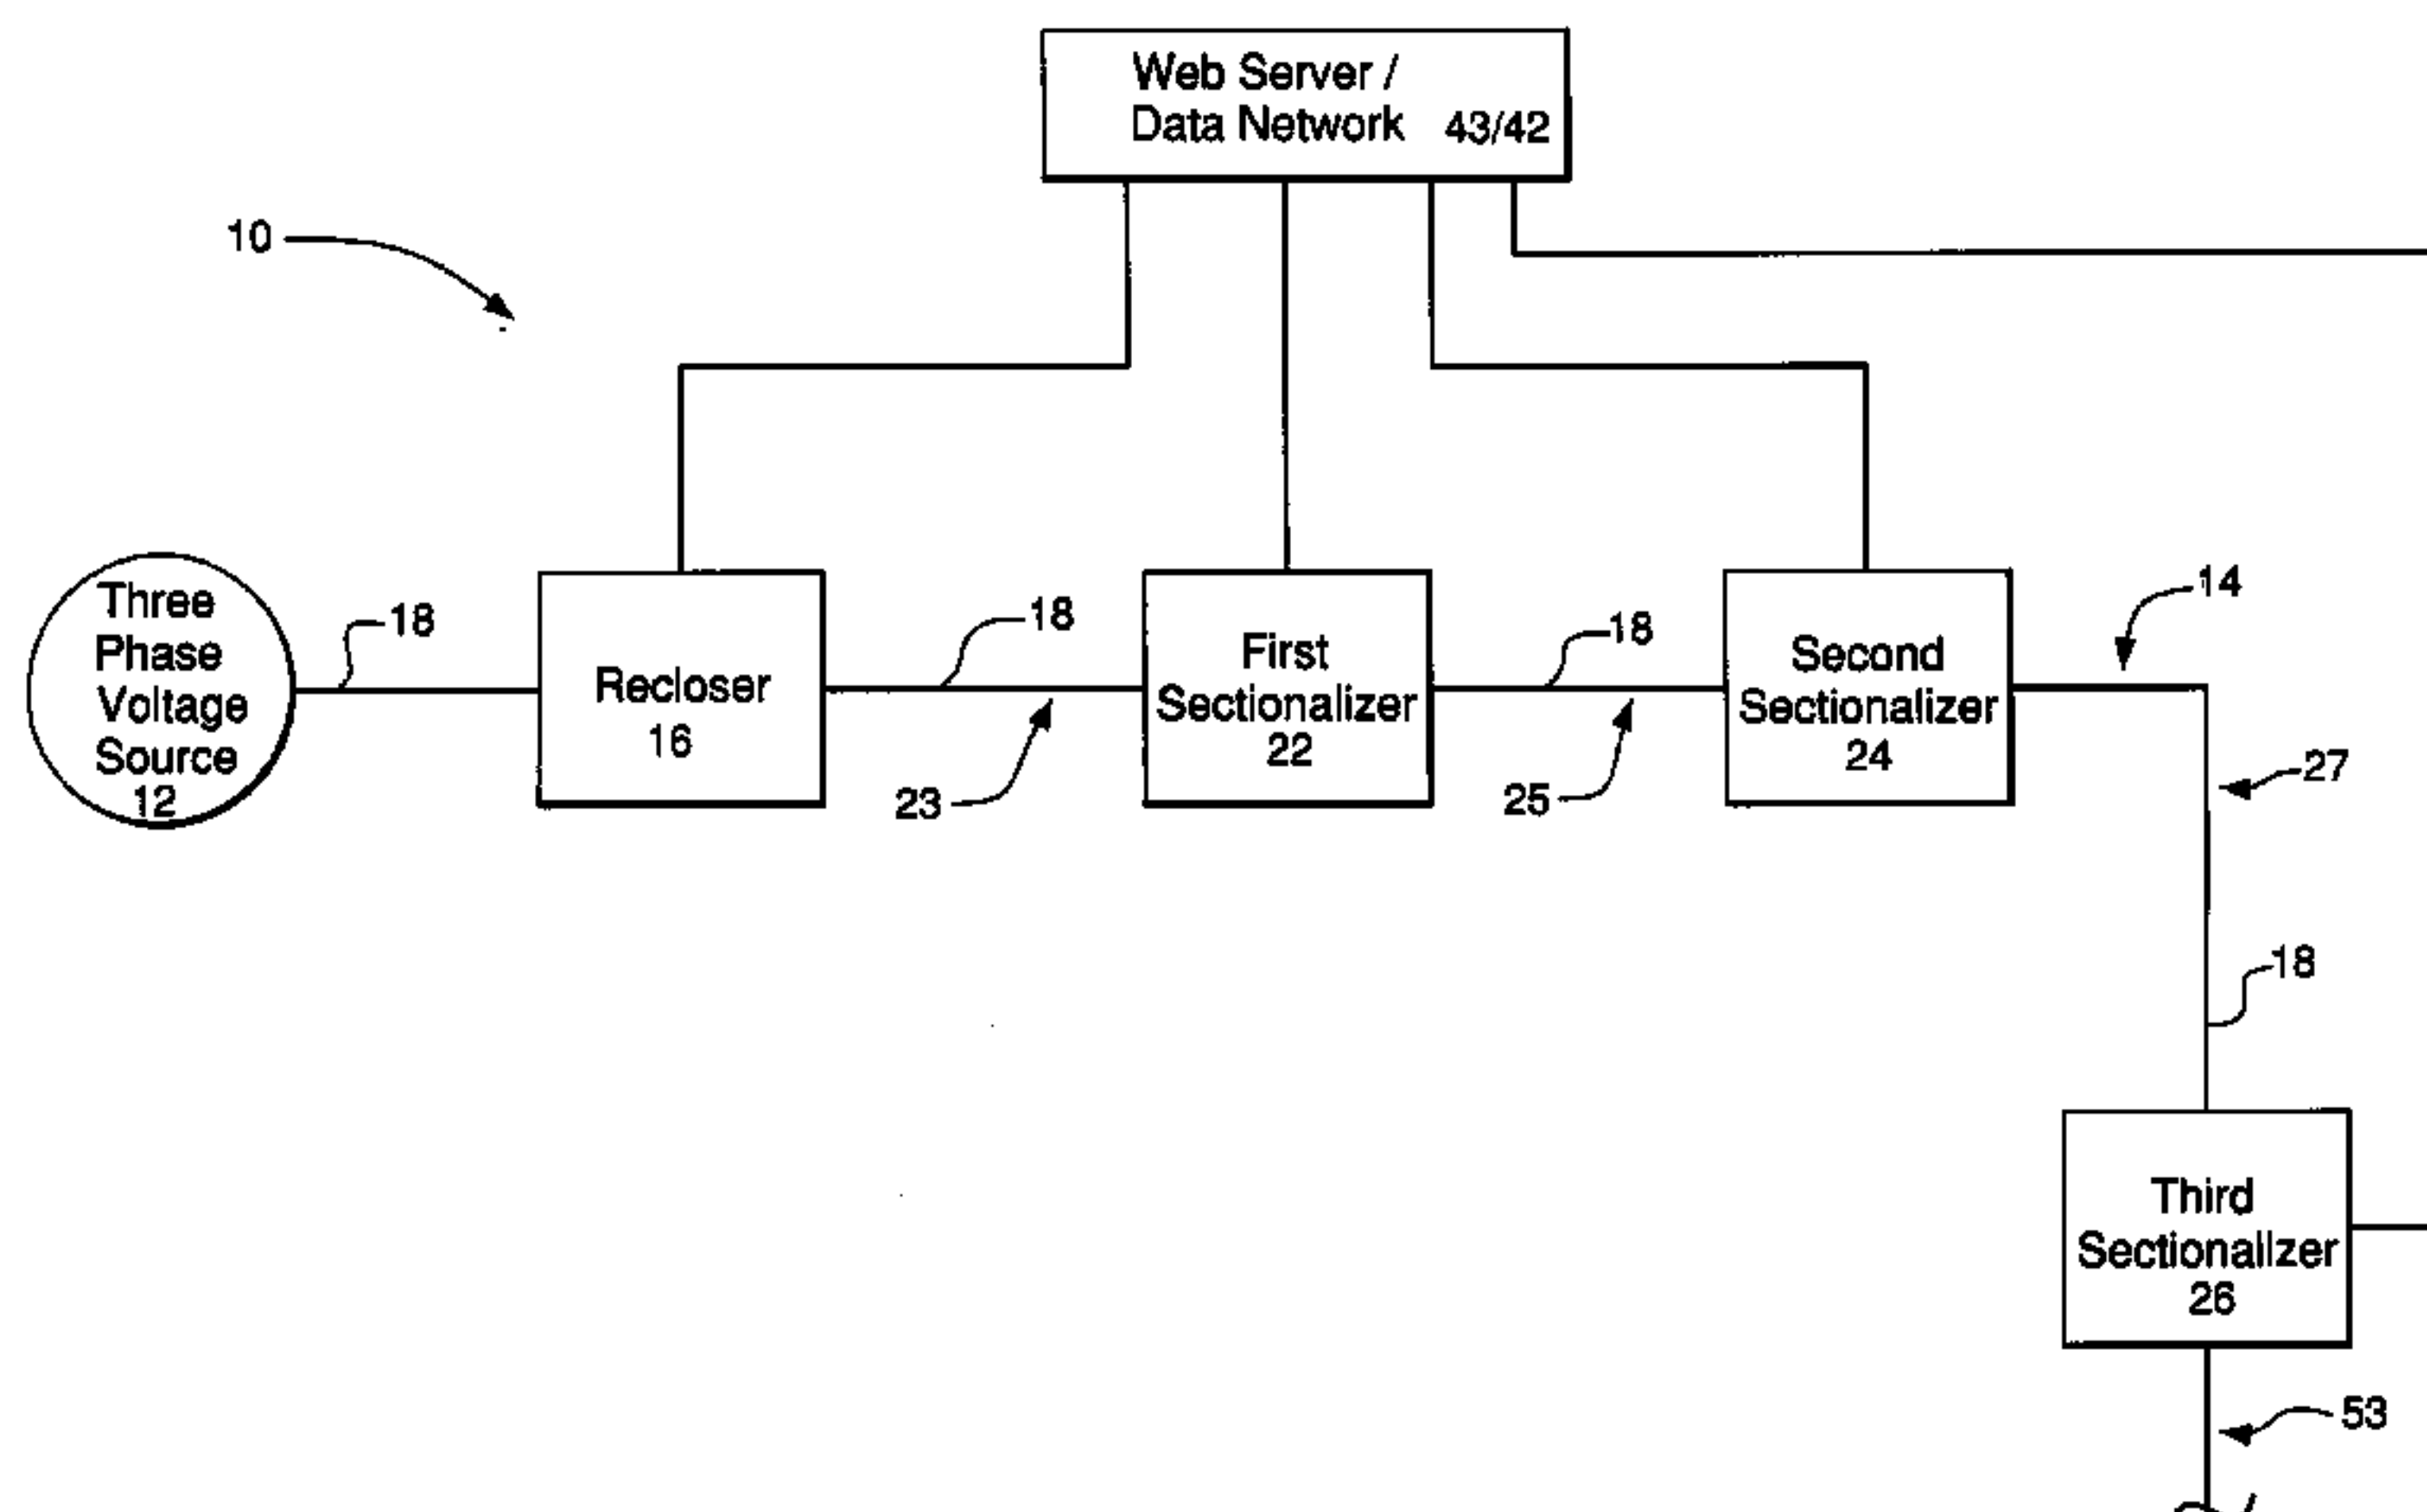 Web Server /
Data Network 43/42
10
Three
Phase
Voltage
Source
12
18
Recloser
16
18
23
First
Sectionalizer
22
18
25
Second
Sectionalizer
24
14
27
18
Third
Sectionalizer
26
53